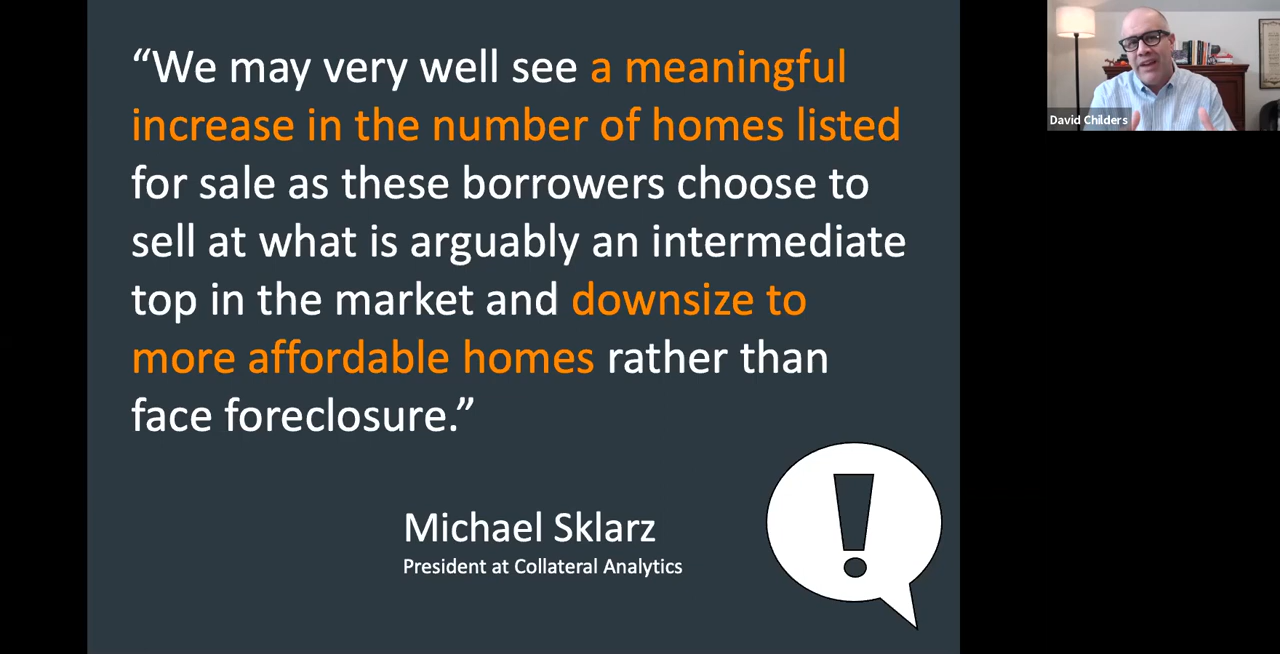 “We may very well see a meaningful
increase in the number of homes listed
for sale as these borrowers choose to
sell at what is arguably an intermediate
top in the market and downsize to
more affordable homes rather than
face foreclosure.”
Michael Sklarz
President at Collateral Analytics
!
David Childers